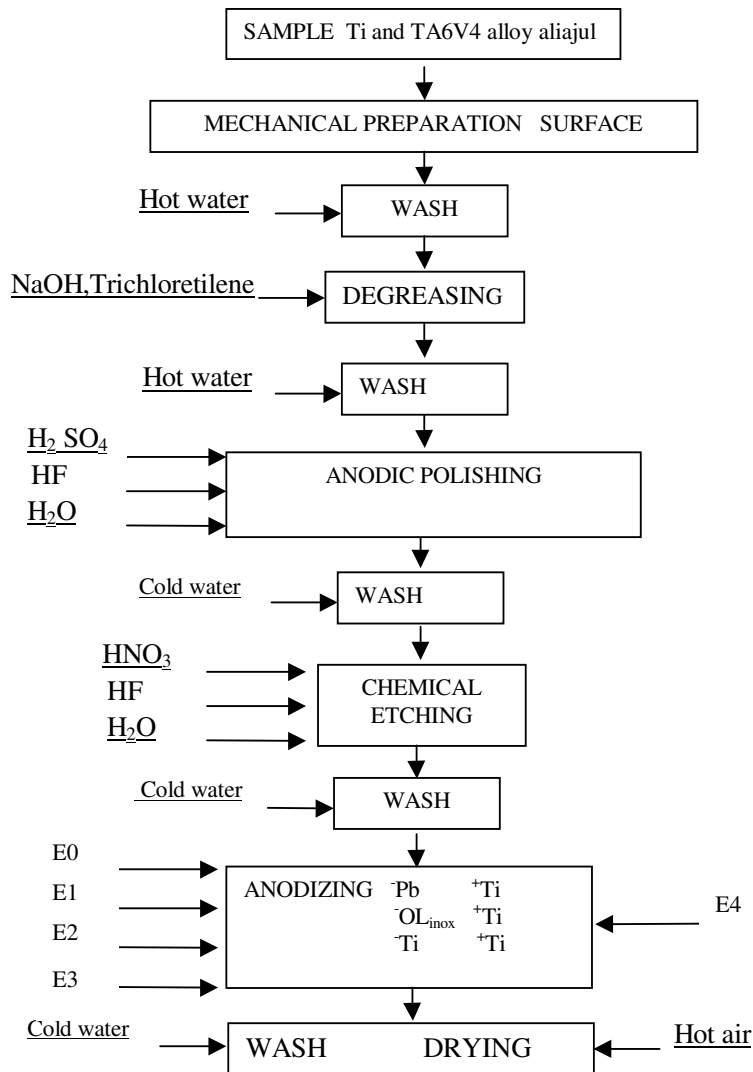 SAMPLE Ti and TA6V4 alloy aliajul
MECHANICAL PREPARATION SURFACE
Hot water
WASH
NaOH,Trichloretilene
DEGREASING
Hot water
WASH
H₂ SO₄
HF
H₂O
ANODIC POLISHING
Cold water
WASH
HNO₃
HF
H₂O
CHEMICAL
ETCHING
Cold water
WASH
E0
E1
E2
E3
ANODIZING ⁻Pb ⁺Ti
⁻OLinox ⁺Ti
⁻Ti ⁺Ti
E4
Cold water
WASH DRYING
Hot air